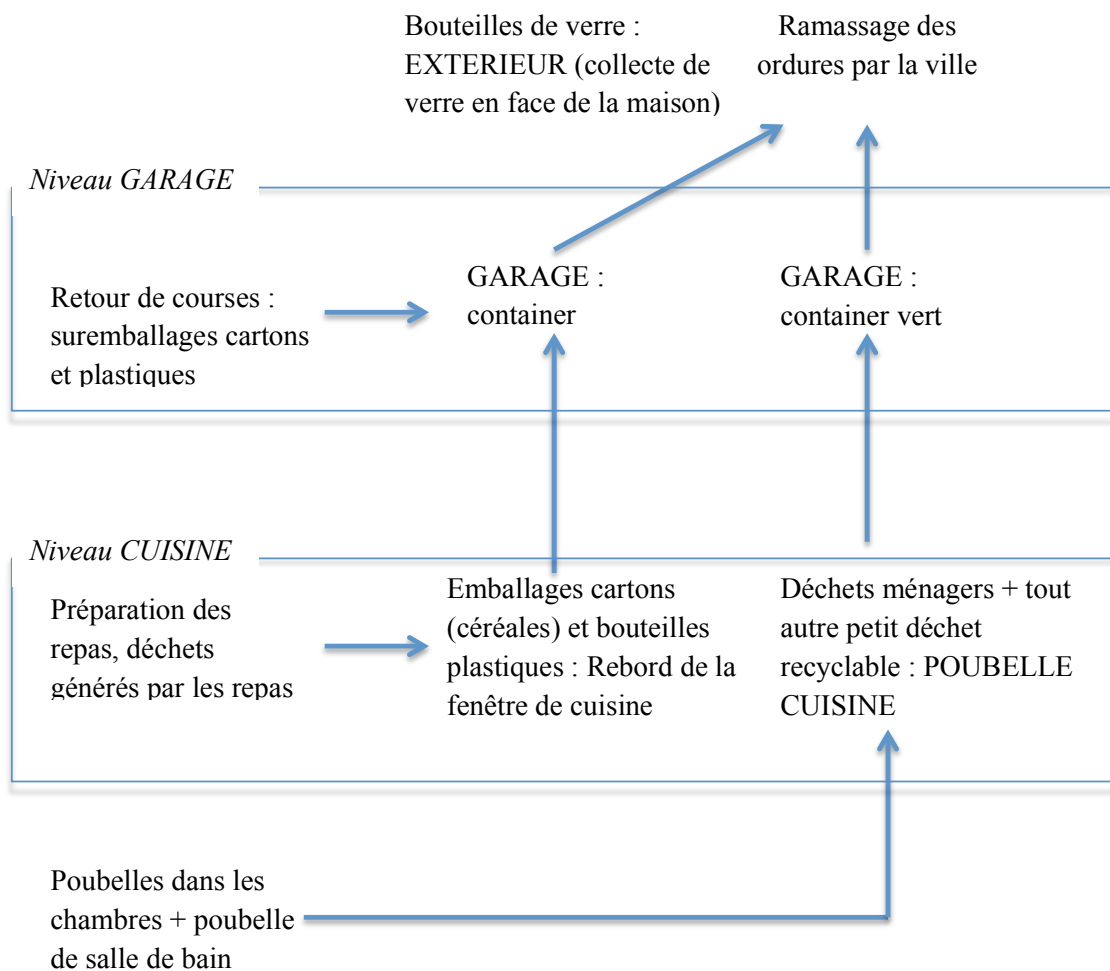 Bouteilles de verre :
EXTERIEUR (collecte de
verre en face de la maison)
Ramassage des
ordures par la ville
Niveau GARAGE
Retour de courses :
suremballages cartons
et plastiques
GARAGE :
container
GARAGE :
container vert
Niveau CUISINE
Préparation des
repas, déchets
générés par les repas
Emballages cartons
(céréales) et bouteilles
plastiques : Rebord de la
fenêtre de cuisine
Déchets ménagers + tout
autre petit déchet
recyclable : POUBELLE
CUISINE
Poubelles dans les
chambres + poubelle
de salle de bain